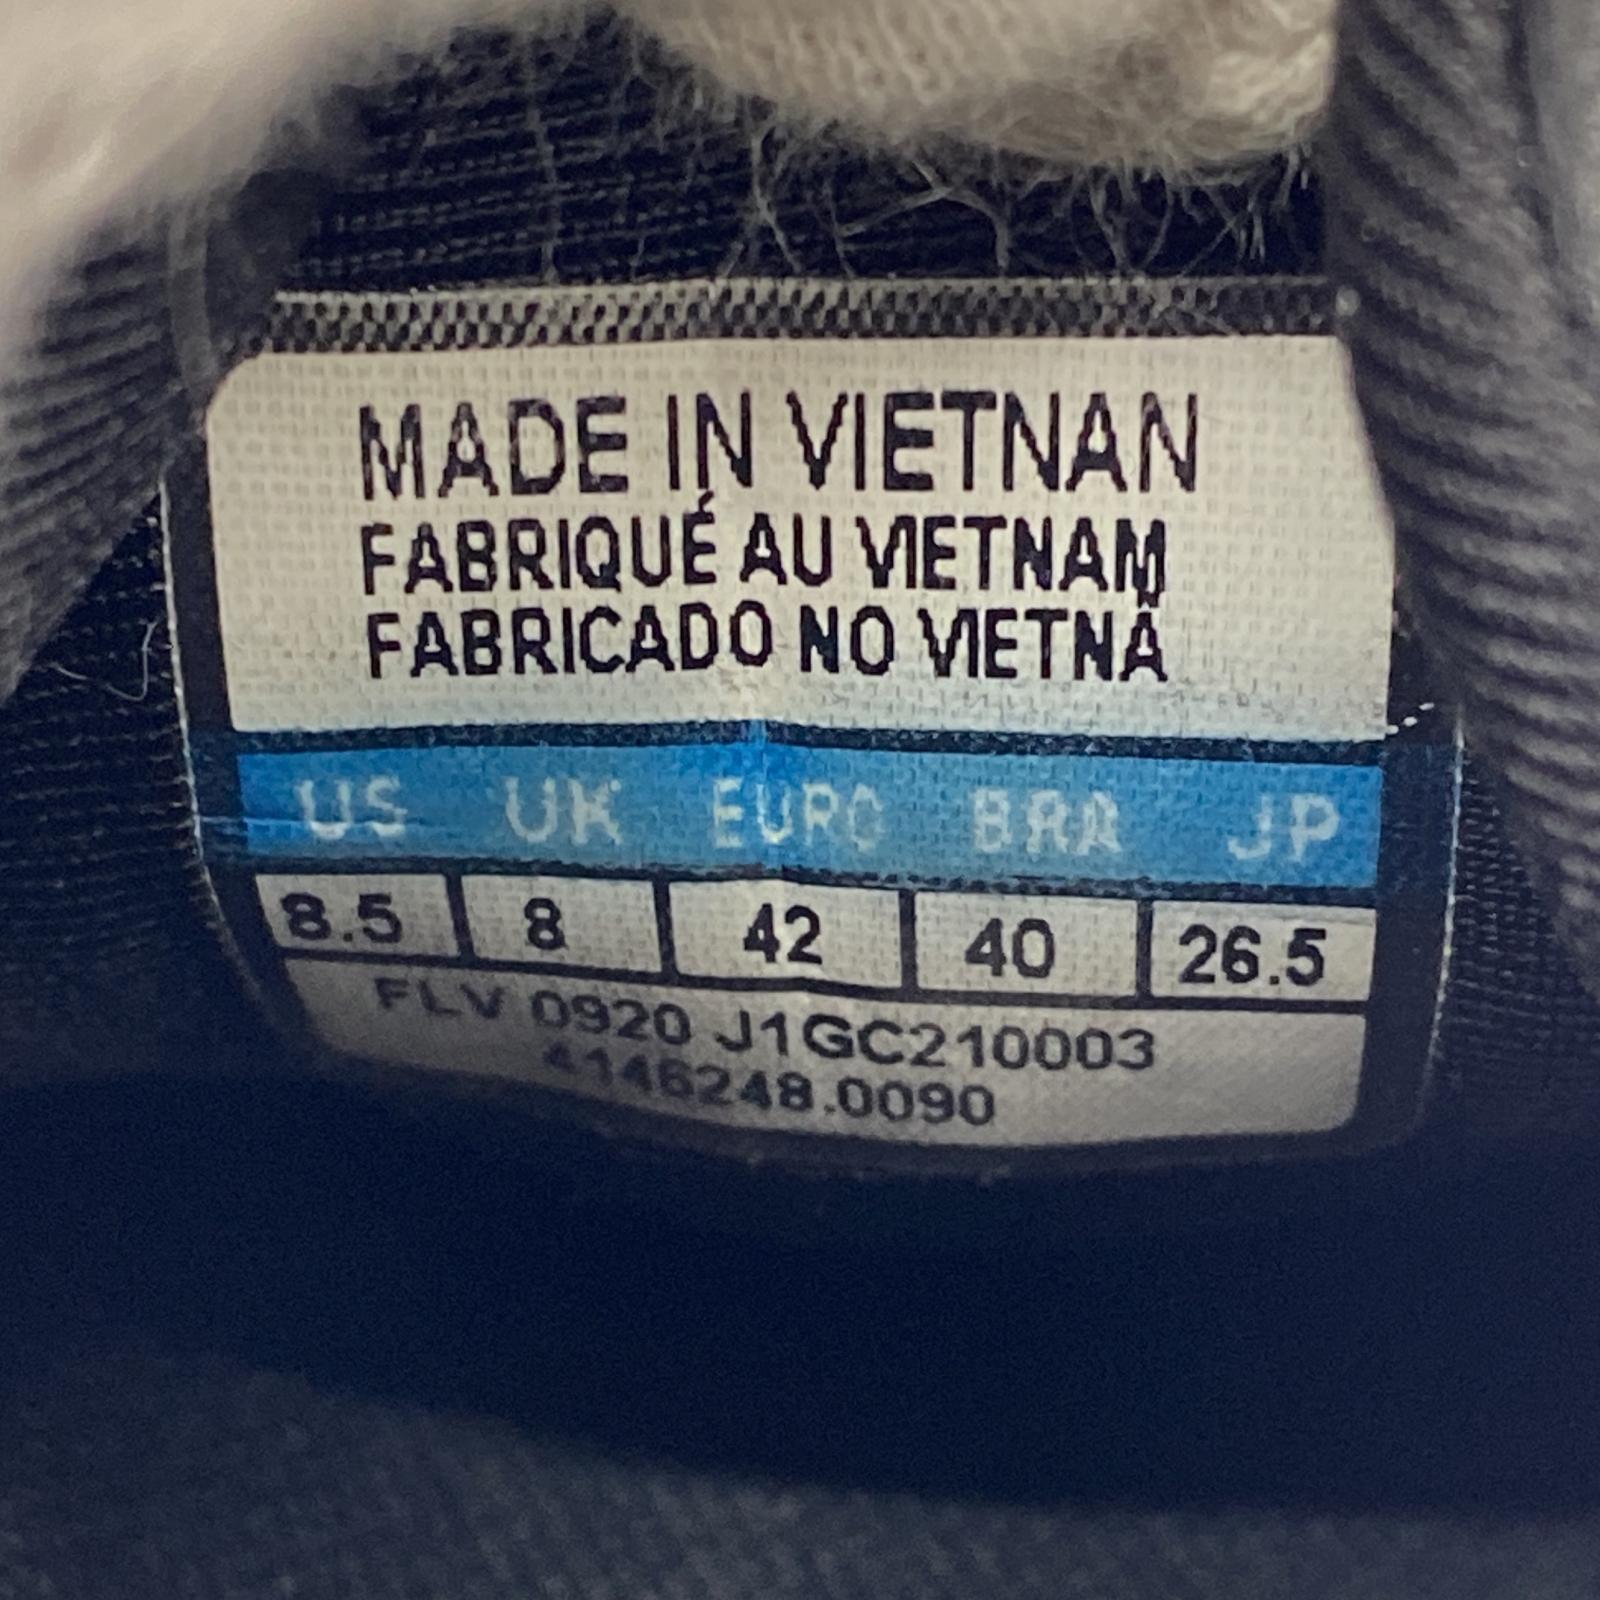 MADE IN VIETNAN
FABRIQUÉ AU VIETNAM
FABRICADO NO VIETNÃ
US UK EURO BRA JP
8.5 8 42 40 26.5
FLV 0920 J1GC210003
4146248.0090